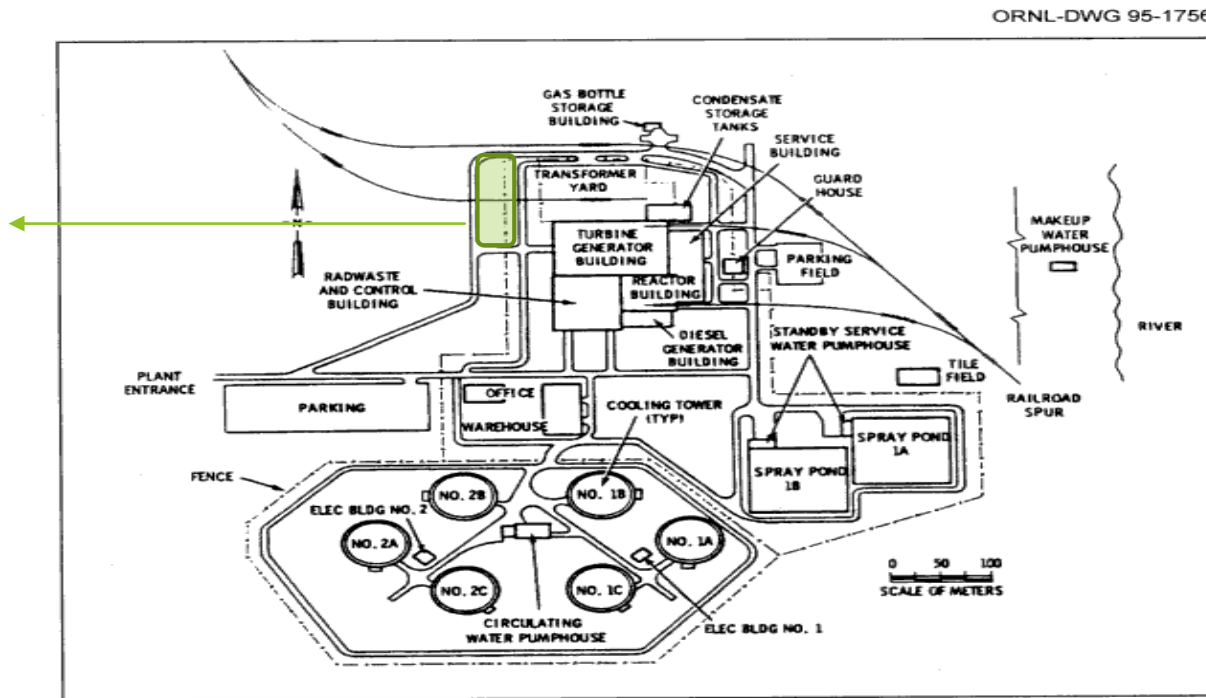 ORNL-DWG 95-1756
GAS BOTTLE
STORAGE
BUILDING
CONDENSATE
STORAGE
TANKS
SERVICE
BUILDING
GUARD
HOUSE
TRANSFORMER
YARD
N
MAKEUP
WATER
PUMPHOUSE
TURBINE
GENERATOR
BUILDING
PARKING
FIELD
RADWASTE
AND CONTROL
BUILDING
REACTOR
BUILDING
RIVER
DIESEL
GENERATOR
BUILDING
STANDBY SERVICE
WATER PUMPHOUSE
TILE
FIELD
PLANT
ENTRANCE
RAILROAD
SPUR
PARKING
OFFICE
WAREHOUSE
COOLING TOWER
(TYP)
SPRAY POND
1A
SPRAY POND
1B
FENCE
NO. 2B
NO. 1B
ELEC BLDG NO. 2
NO. 2A
NO. 1A
NO. 2C
NO. 1C
0 50 100
SCALE OF METERS
CIRCULATING
WATER PUMPHOUSE
ELEC BLDG NO. 1